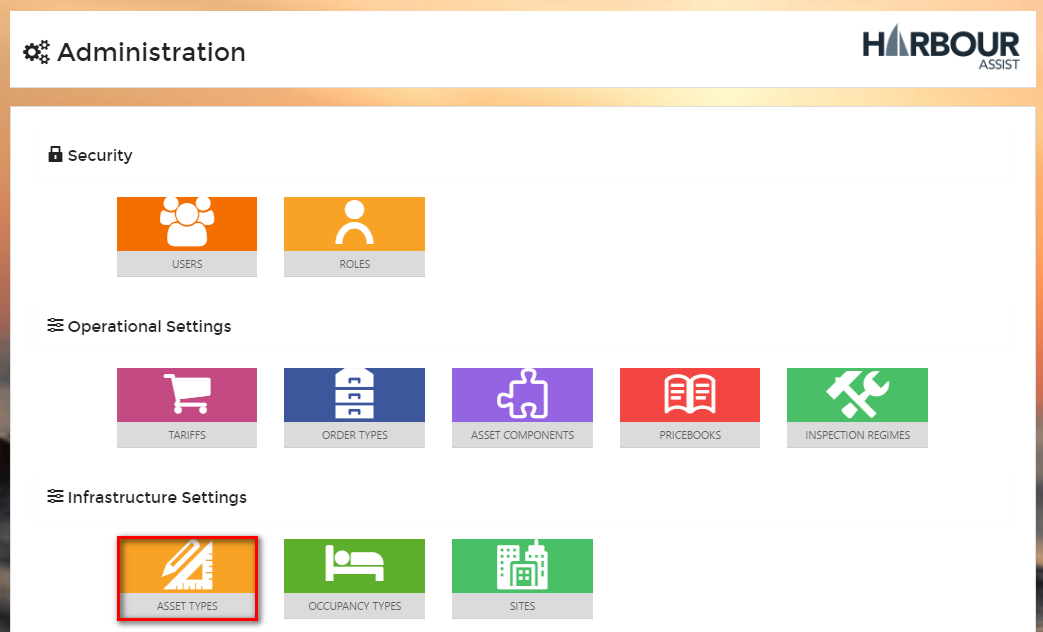 Administration
HARBOUR
ASSIST
Security
USERS
ROLES
Operational Settings
TARIFFS
ORDER TYPES
ASSET COMPONENTS
PRICEBOOKS
INSPECTION REGIMES
Infrastructure Settings
ASSET TYPES
OCCUPANCY TYPES
SITES